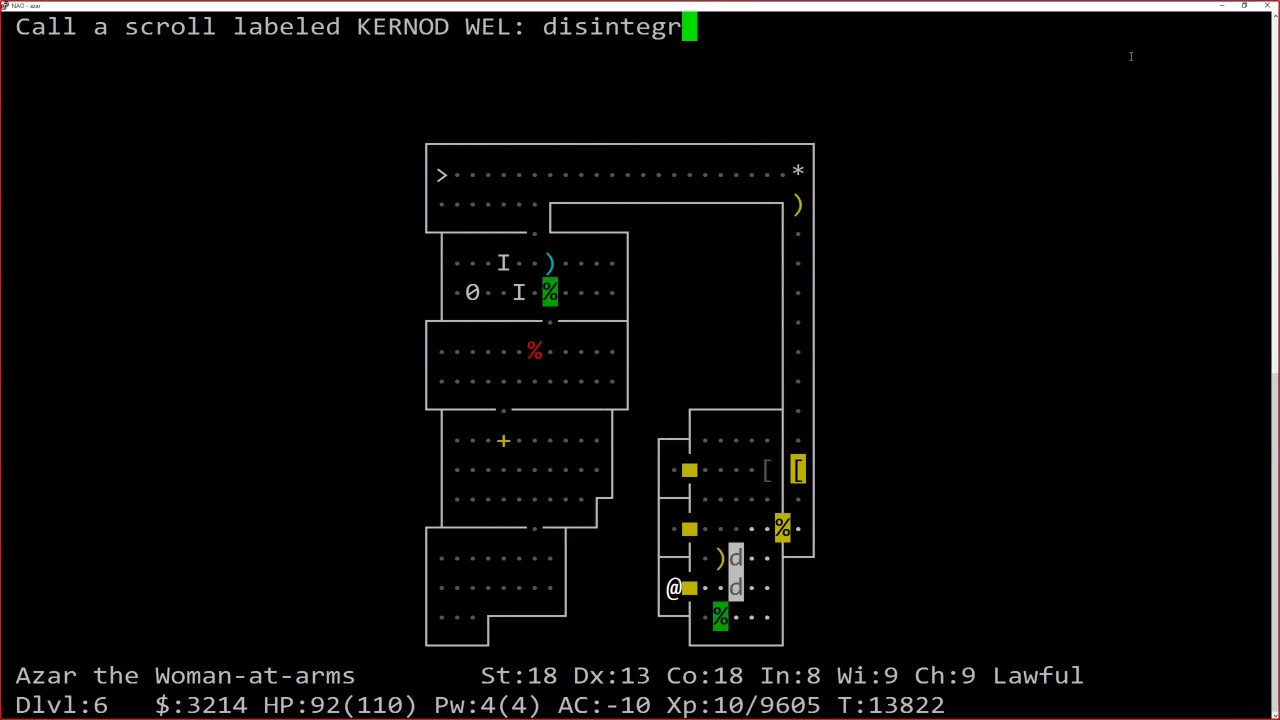 NAO - azar
Call a scroll labeled KERNOD WEL: disintegr
Azar the Woman-at-arms St:18 Dx:13 Co:18 In:8 Wi:9 Ch:9 Lawful
Dlvl:6 $:3214 HP:92(110) Pw:4(4) AC:-10 Xp:10/9605 T:13822